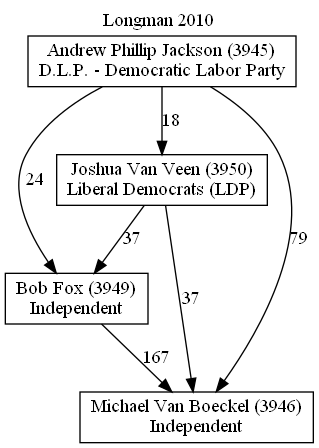 Longman 2010
Andrew Phillip Jackson (3945)
D.L.P. - Democratic Labor Party
18
Joshua Van Veen (3950)
Liberal Democrats (LDP)
24
37
79
Bob Fox (3949)
Independent
37
167
Michael Van Boeckel (3946)
Independent